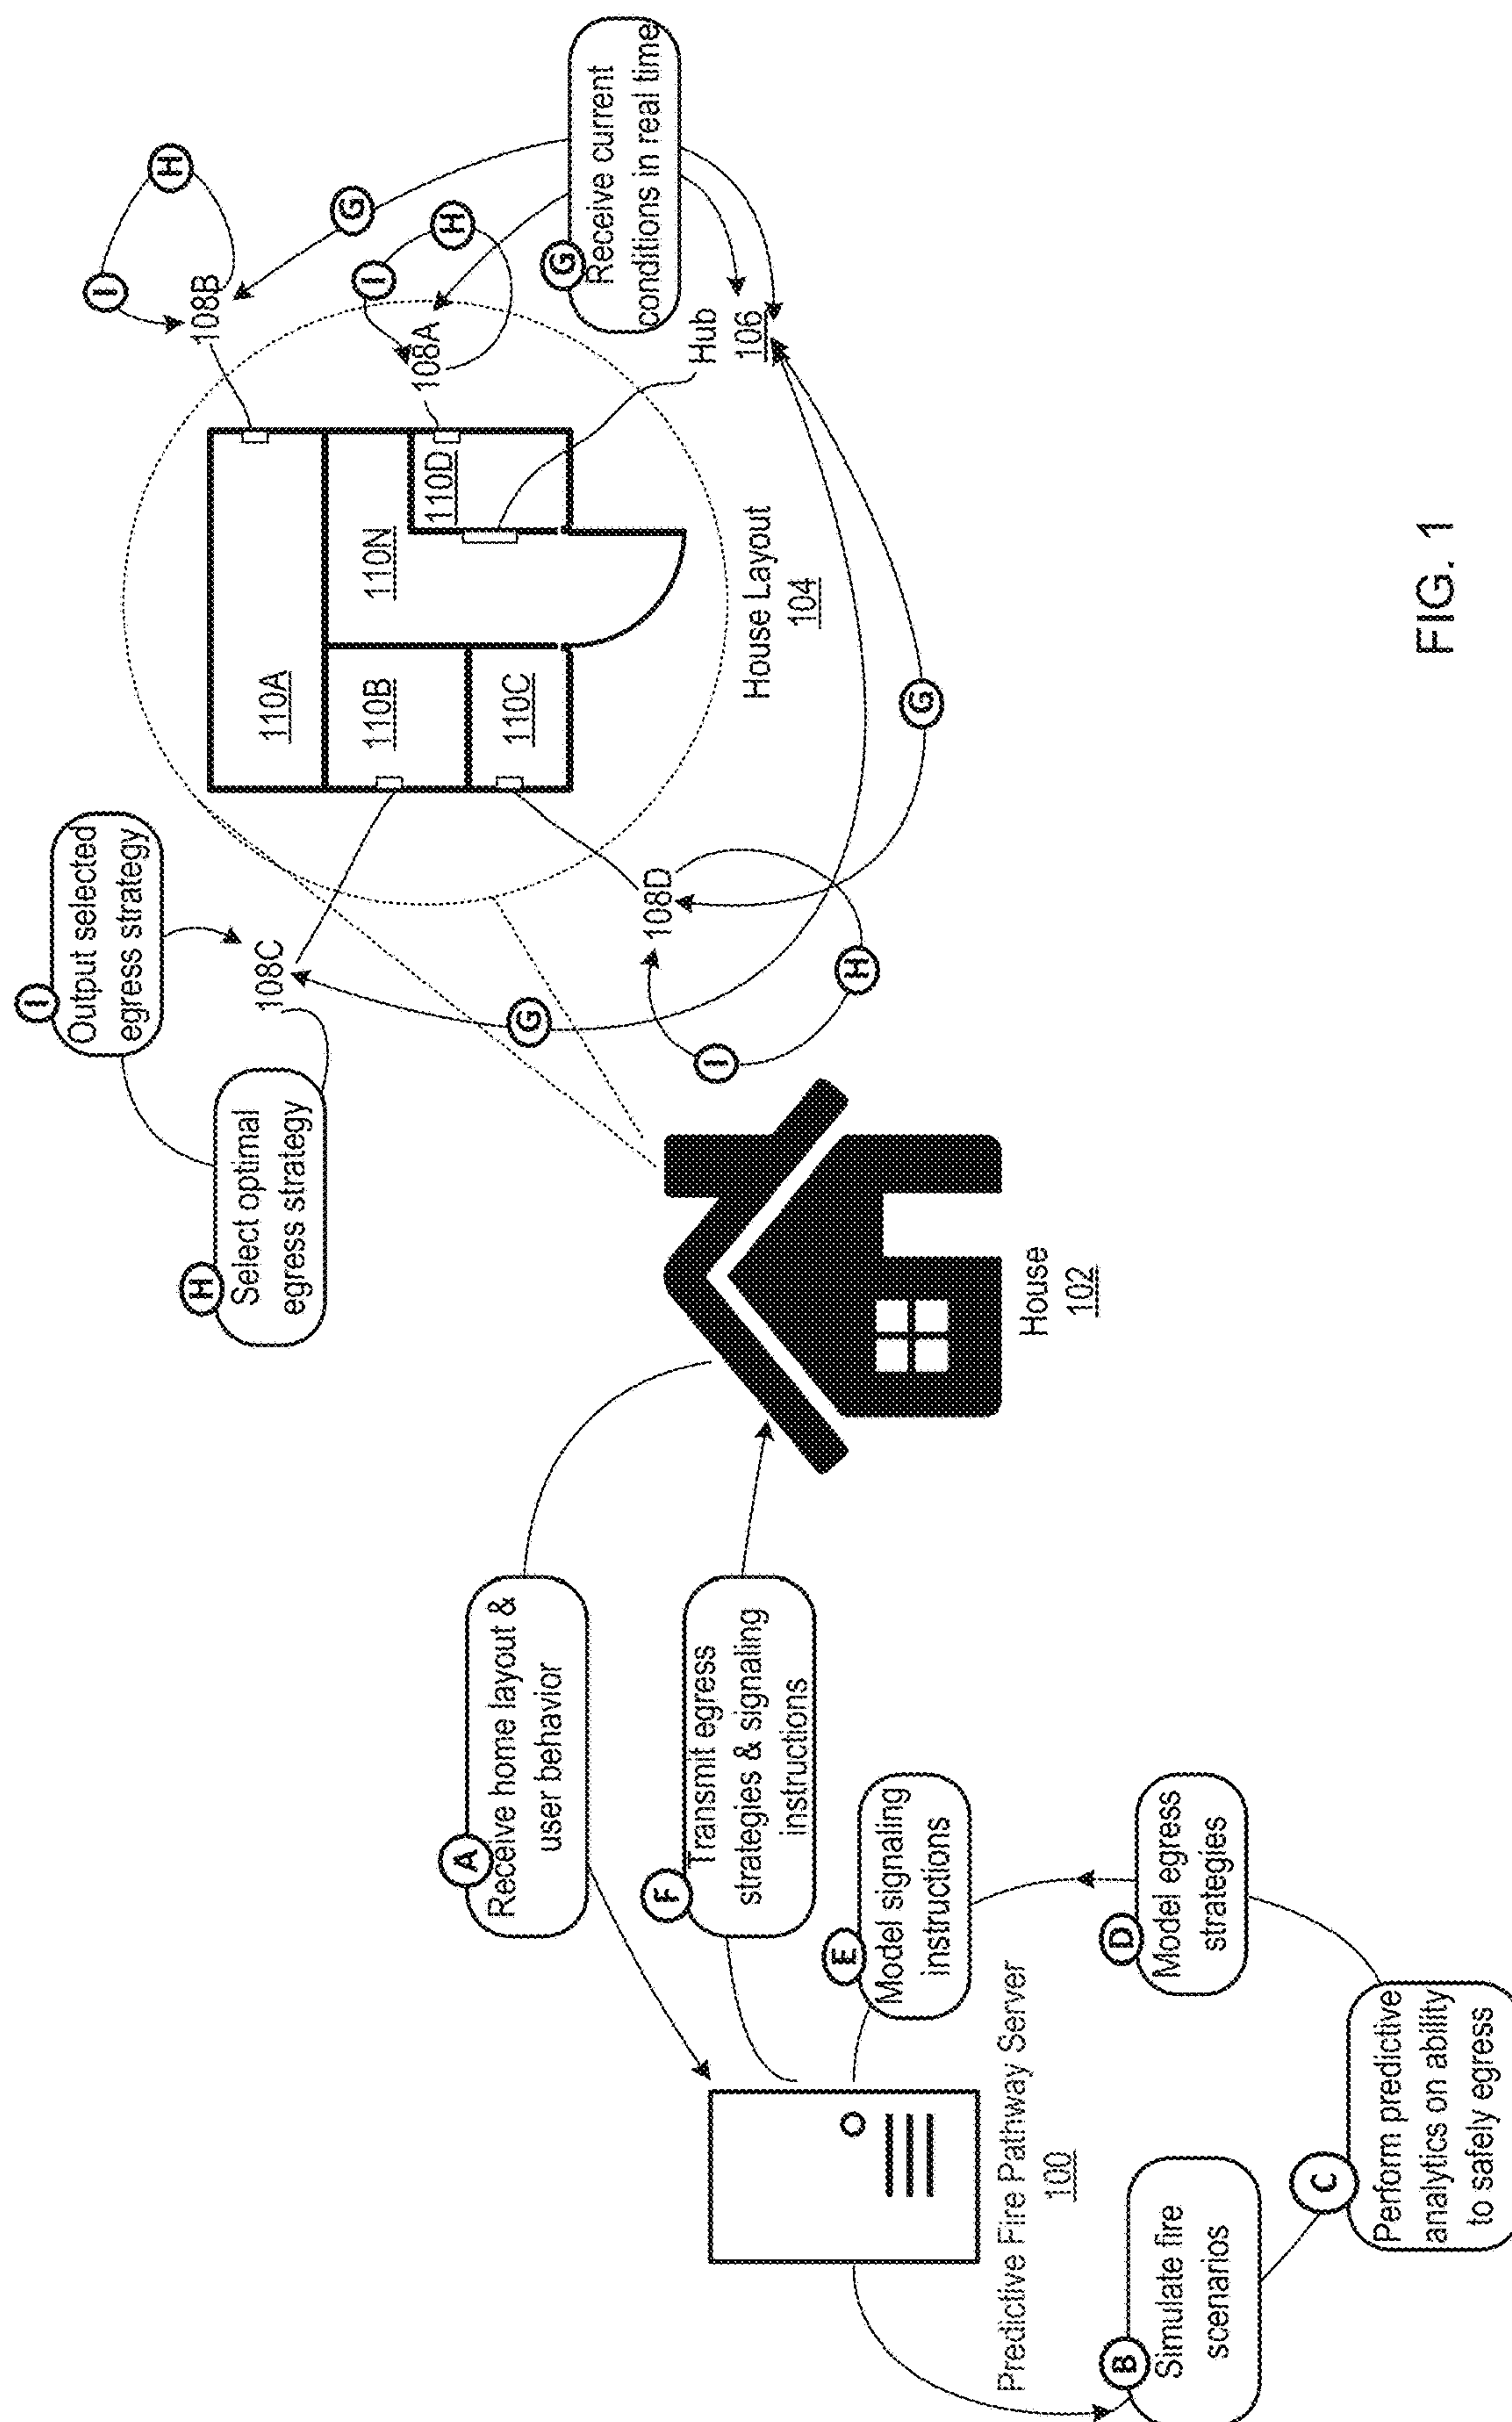 A
Receive home layout &
user behavior
F
Transmit egress
strategies & signaling
instructions
E
Model signaling
instructions
D
Model egress
strategies
C
Perform predictive
analytics on ability
to safely egress
B
Simulate fire
scenarios
Predictive Fire Pathway Server
100
House
102
H
Select optimal
egress strategy
I
Output selected
egress strategy
108C
G
I
H
108D
G
110A
110B
110C
110N
110D
House Layout
104
I
H
108B
G
I
H
108A
G
Receive current
conditions in real time
Hub
106
FIG. 1